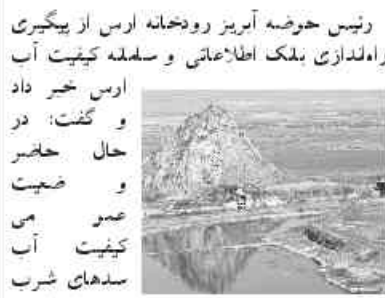 رئیس حوضه آبریز رودخانه ارس از پیگیری
راه‌اندازی بانک اطلاعاتی و سامانه کیفیت آب
ارس خبر داد
و گفت: در
حال حاضر
و ضعیت
عمو می
کیفیت آب
سدهای شرب